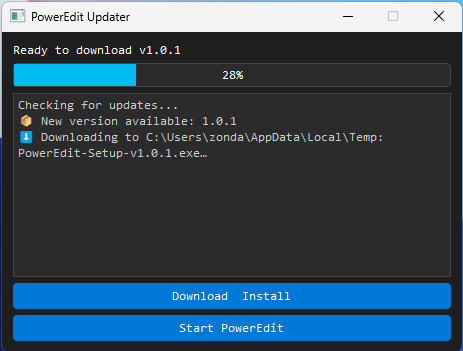 PowerEdit Updater
Ready to download v1.0.1
28%
Checking for updates...
📦 New version available: 1.0.1
⬇️ Downloading to C:\Users\zonda\AppData\Local\Temp:
PowerEdit-Setup-v1.0.1.exe…
Download  Install
Start PowerEdit